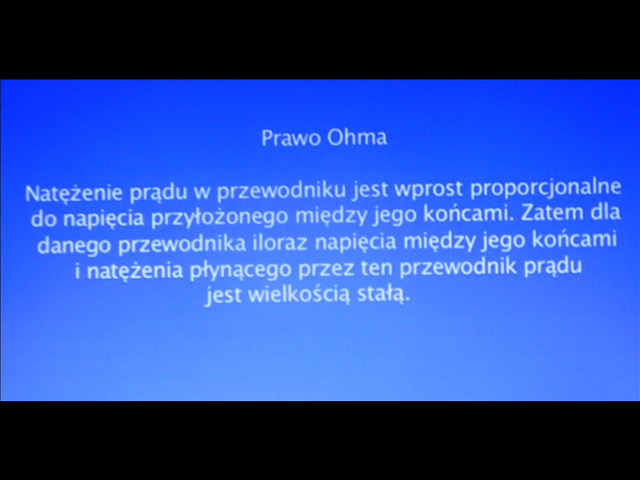 Prawo Ohma
Natężenie prądu w przewodniku jest wprost proporcjonalne
do napięcia przyłożonego między jego końcami. Zatem dla
danego przewodnika iloraz napięcia między jego końcami
i natężenia płynącego przez ten przewodnik prądu
jest wielkością stałą.